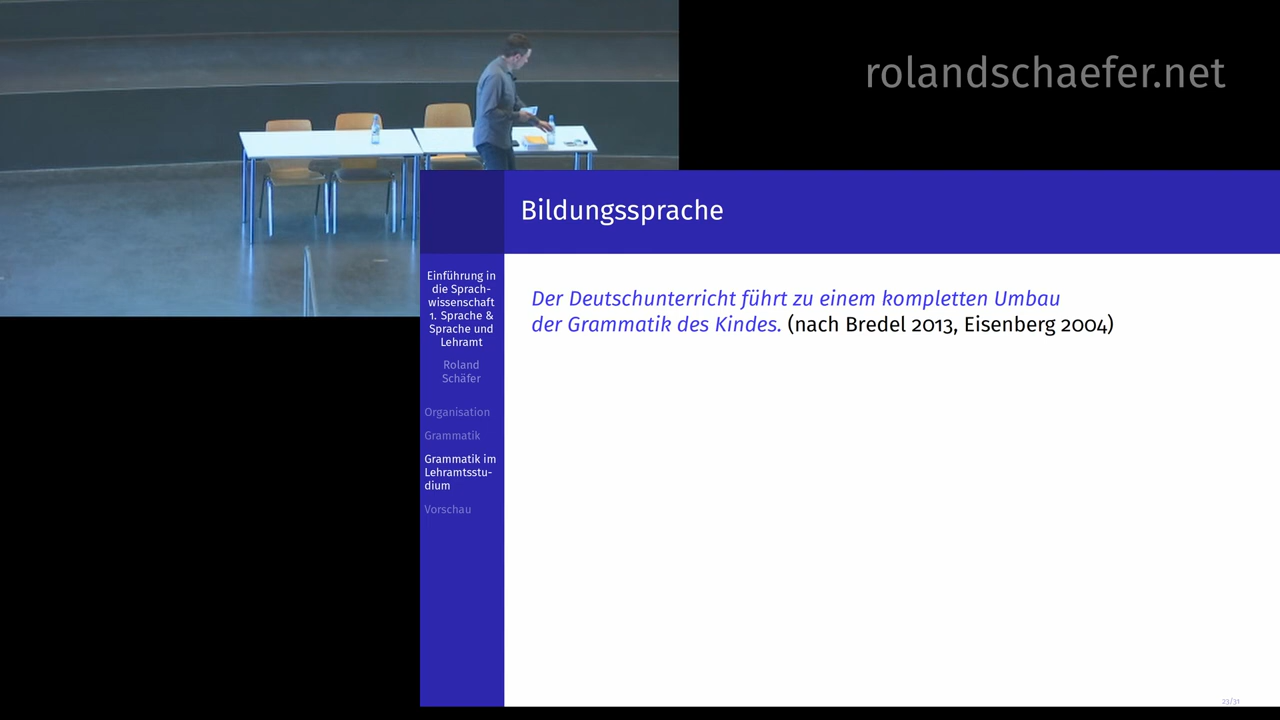 rolandschaefer.net
Bildungssprache
Einführung in
die Sprach-
wissenschaft
1. Sprache &
Sprache und
Lehramt
Roland
Schäfer
Organisation
Grammatik
Grammatik im
Lehramtsstu-
dium
Vorschau
Der Deutschunterricht führt zu einem kompletten Umbau
der Grammatik des Kindes. (nach Bredel 2013, Eisenberg 2004)
23/31